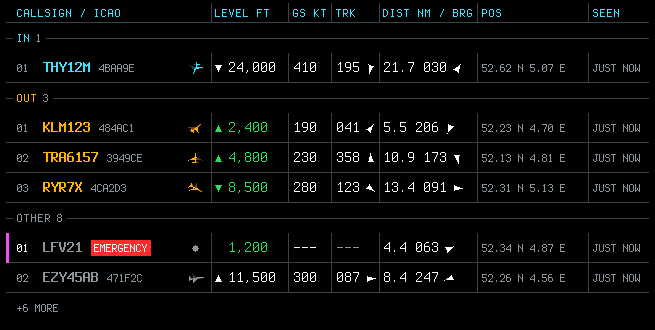 CALLSIGN / ICAO LEVEL FT GS KT TRK DIST NM / BRG POS SEEN
IN 1
01 THY12M 4BAA9E ▼ 24,000 410 195 21.7 030 52.62 N 5.07 E JUST NOW
OUT 3
01 KLM123 484AC1 ▲ 2,400 190 041 5.5 206 52.23 N 4.70 E JUST NOW
02 TRA6157 3949CE ▲ 4,800 230 358 10.9 173 52.13 N 4.81 E JUST NOW
03 RYR7X 4CA2D3 ▼ 8,500 280 123 13.4 091 52.31 N 5.13 E JUST NOW
OTHER 8
01 LFV21 EMERGENCY 1,200 --- --- 4.4 063 52.34 N 4.87 E JUST NOW
02 EZY45AB 471F2C ▲ 11,500 300 087 8.4 247 52.26 N 4.56 E JUST NOW
+6 MORE